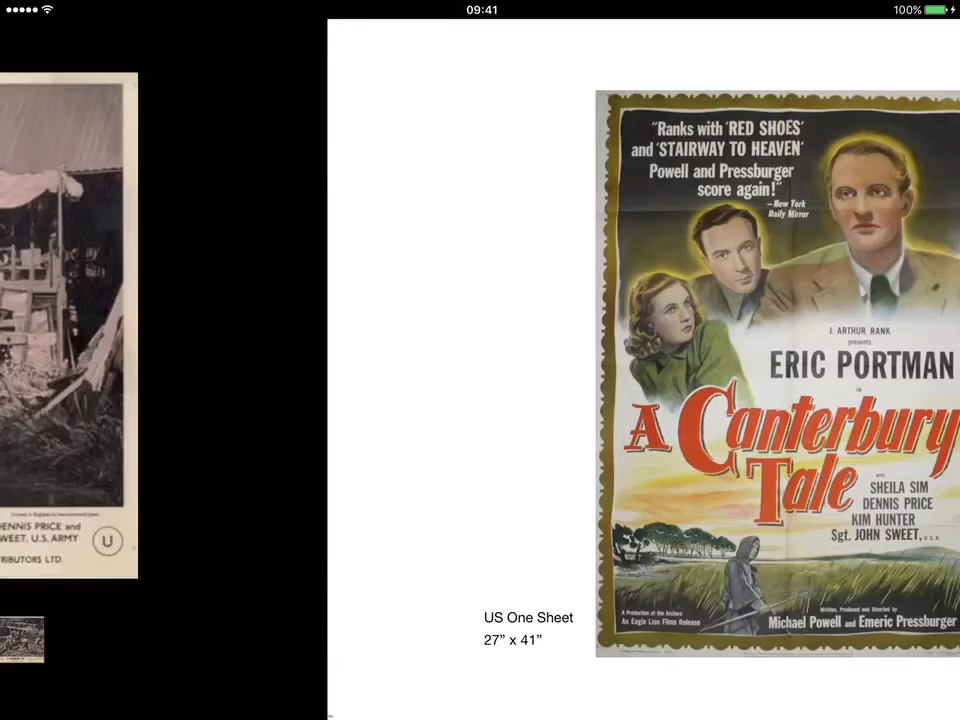 09:41
100%
DENNIS PRICE and
SWEET, U.S. ARMY
U
TRIBUTORS LTD.
"Ranks with 'RED SHOES'
and 'STAIRWAY TO HEAVEN'
Powell and Pressburger
score again!"
—New York
Daily Mirror
J. ARTHUR RANK
presents
ERIC PORTMAN
IN
A Canterbury
Tale
WITH
SHEILA SIM
DENNIS PRICE
KIM HUNTER
Sgt. JOHN SWEET, U.S.A.
A Production of the Archers
An Eagle Lion Films Release
Written, Produced and Directed by
Michael Powell and Emeric Pressburger
US One Sheet
27” x 41”